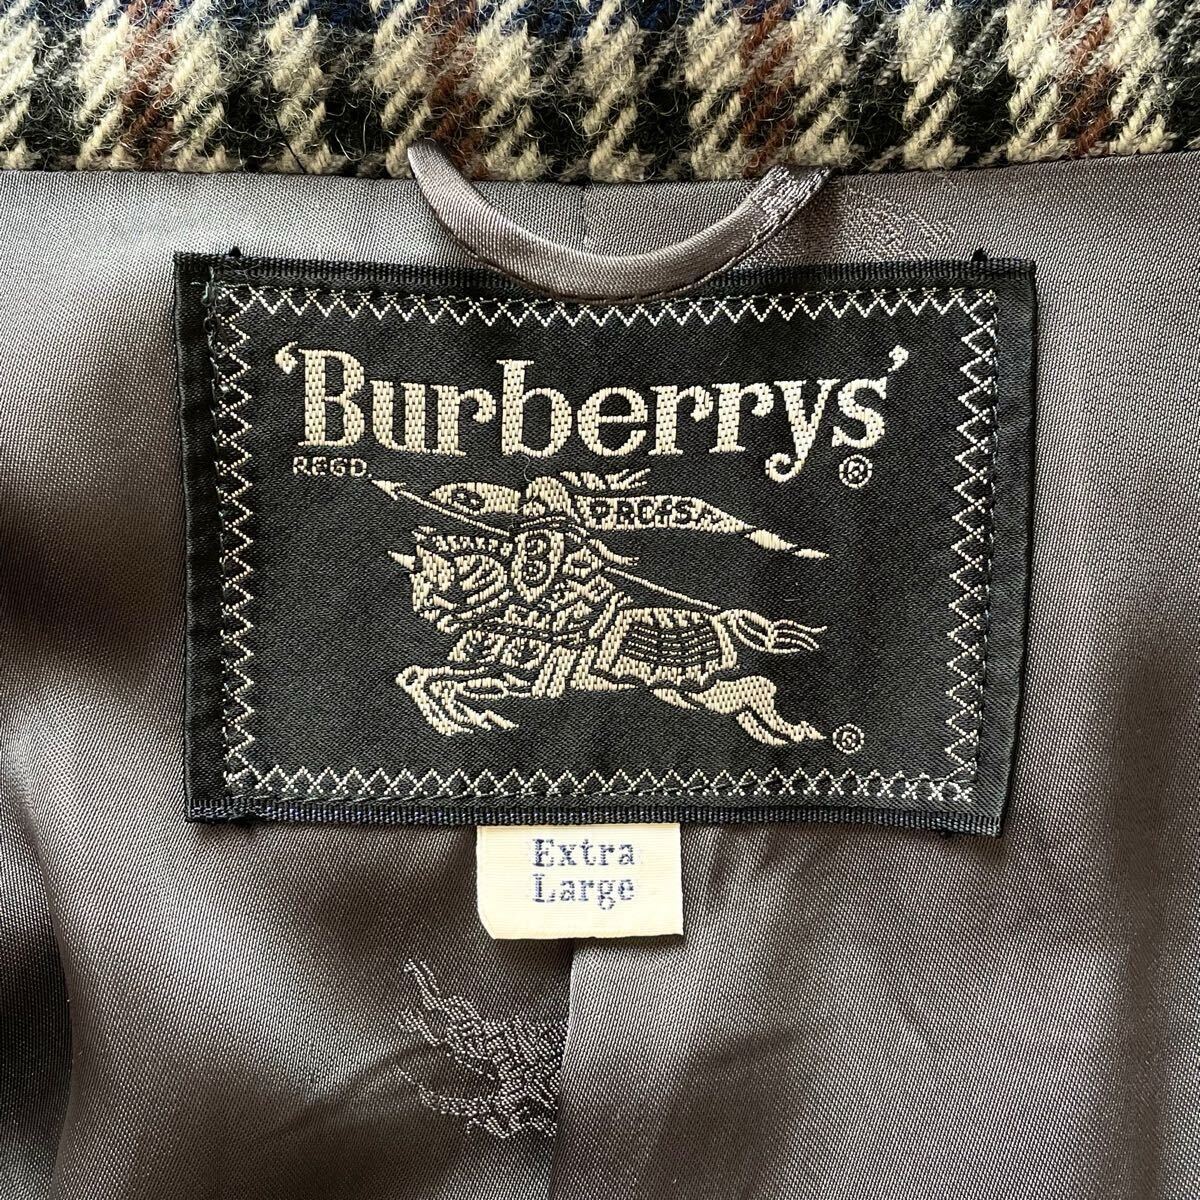 'Burberrys'
REGD. ®
PRORSUM
®
Extra
Large